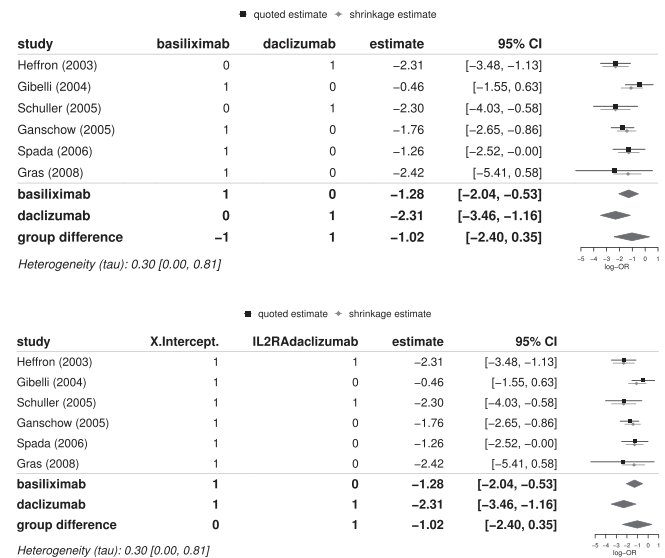 quoted estimate shrinkage estimate
study basiliximab daclizumab estimate 95% CI
Heffron (2003) 0 1 −2.31 [−3.48, −1.13]
Gibelli (2004) 1 0 −0.46 [−1.55, 0.63]
Schuller (2005) 0 1 −2.30 [−4.03, −0.58]
Ganschow (2005) 1 0 −1.76 [−2.65, −0.86]
Spada (2006) 1 0 −1.26 [−2.52, −0.00]
Gras (2008) 1 0 −2.42 [−5.41, 0.58]
basiliximab 1 0 −1.28 [−2.04, −0.53]
daclizumab 0 1 −2.31 [−3.46, −1.16]
group difference −1 1 −1.02 [−2.40, 0.35]
−5 −4 −3 −2 −1 0 1
log−OR
Heterogeneity (tau): 0.30 [0.00, 0.81]
quoted estimate shrinkage estimate
study X.Intercept. IL2RAdaclizumab estimate 95% CI
Heffron (2003) 1 1 −2.31 [−3.48, −1.13]
Gibelli (2004) 1 0 −0.46 [−1.55, 0.63]
Schuller (2005) 1 1 −2.30 [−4.03, −0.58]
Ganschow (2005) 1 0 −1.76 [−2.65, −0.86]
Spada (2006) 1 0 −1.26 [−2.52, −0.00]
Gras (2008) 1 0 −2.42 [−5.41, 0.58]
basiliximab 1 0 −1.28 [−2.04, −0.53]
daclizumab 1 1 −2.31 [−3.46, −1.16]
group difference 0 1 −1.02 [−2.40, 0.35]
−5 −4 −3 −2 −1 0 1
log−OR
Heterogeneity (tau): 0.30 [0.00, 0.81]